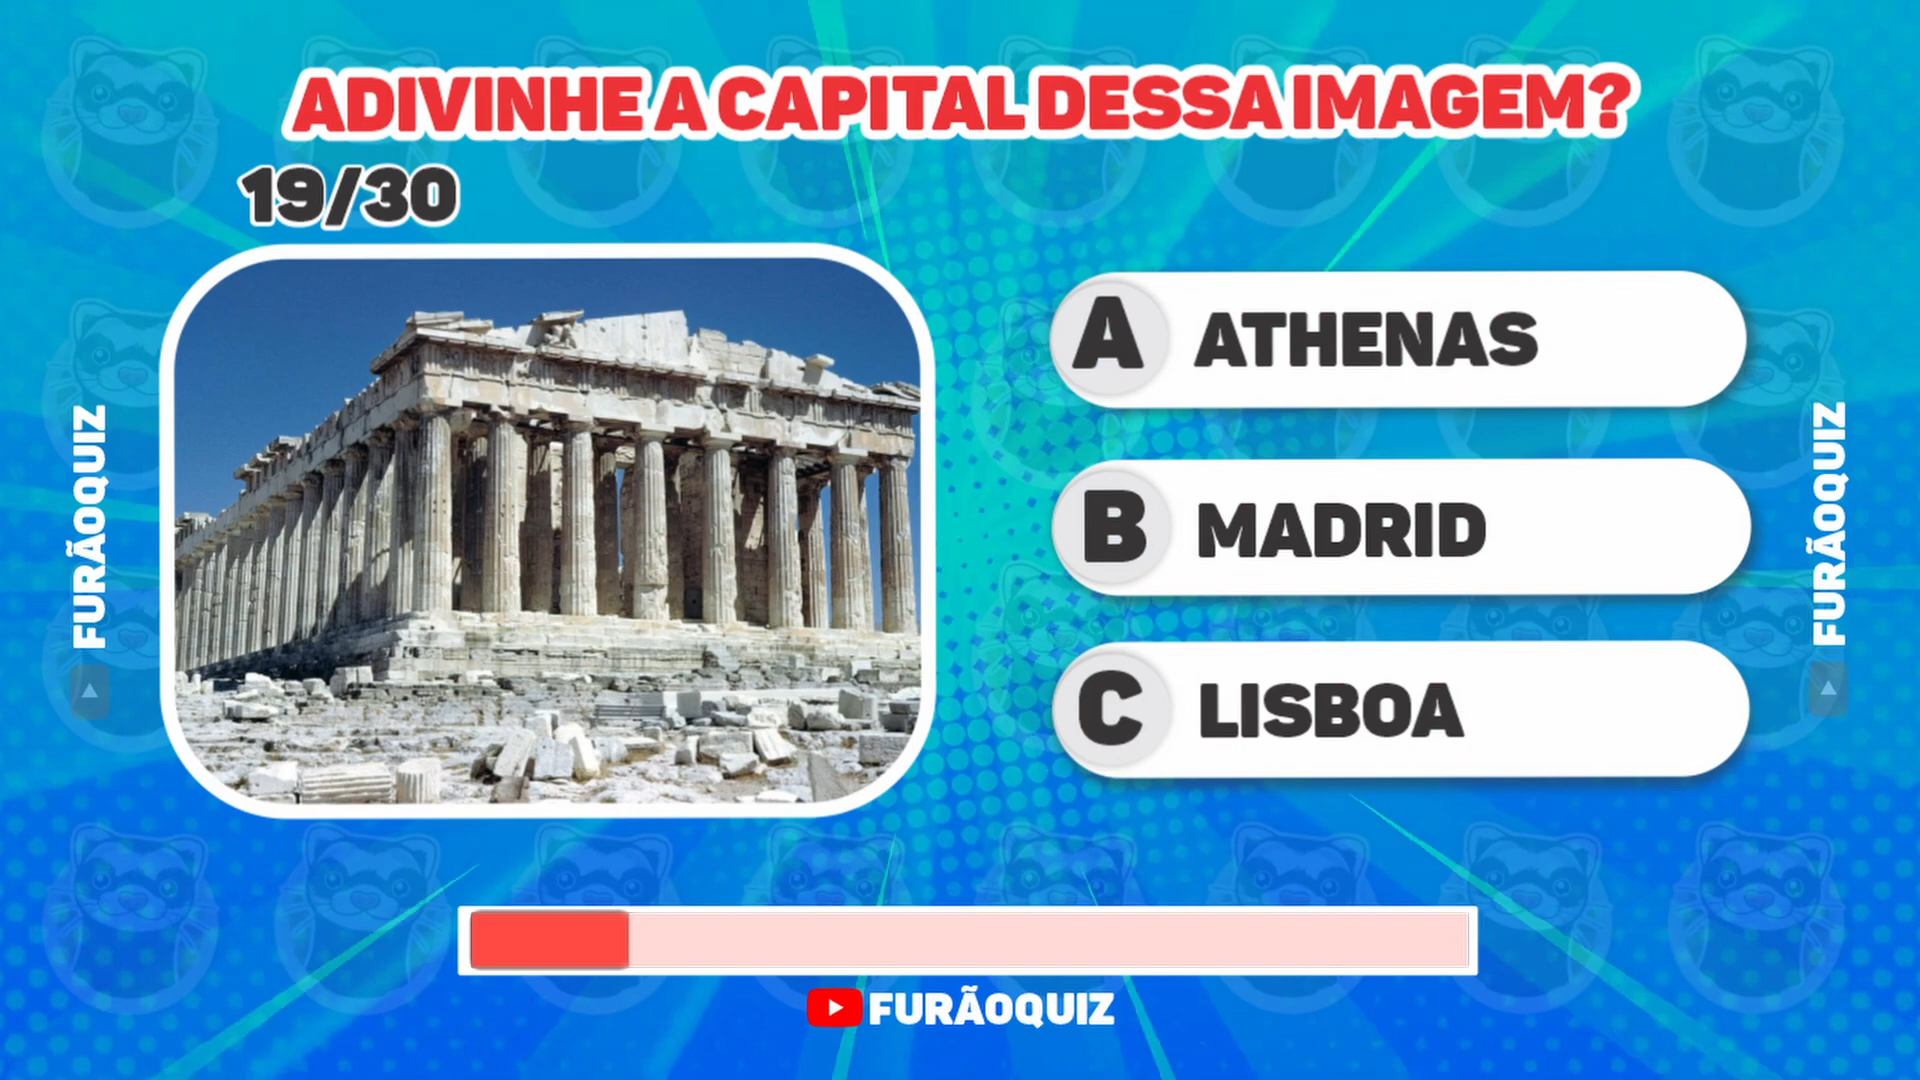 ADIVINHE A CAPITAL DESSA IMAGEM?
19/30
A ATHENAS
B MADRID
C LISBOA
FURÃOQUIZ
FURÃOQUIZ
FURÃOQUIZ